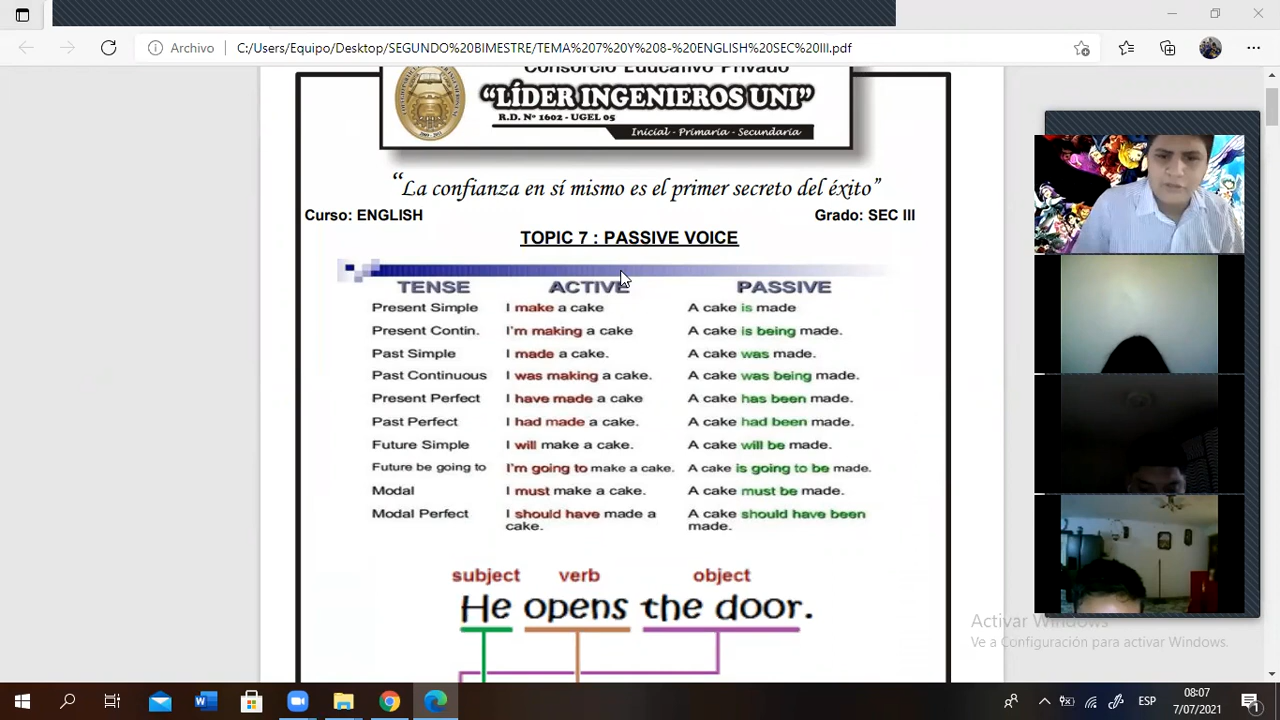 Archivo C:/Users/Equipo/Desktop/SEGUNDO%20BIMESTRE/TEMA%207%20Y%208-%20ENGLISH%20SEC%20III.pdf
Consorcio Educativo Privado
“LÍDER INGENIEROS UNI”
R.D. Nº 1602 - UGEL 05
Inicial - Primaria - Secundaria
“La confianza en sí mismo es el primer secreto del éxito”
Curso: ENGLISH Grado: SEC III
TOPIC 7 : PASSIVE VOICE
TENSE ACTIVE PASSIVE
Present Simple I make a cake A cake is made
Present Contin. I'm making a cake A cake is being made.
Past Simple I made a cake. A cake was made.
Past Continuous I was making a cake. A cake was being made.
Present Perfect I have made a cake A cake has been made.
Past Perfect I had made a cake. A cake had been made.
Future Simple I will make a cake. A cake will be made.
Future be going to I'm going to make a cake. A cake is going to be made.
Modal I must make a cake. A cake must be made.
Modal Perfect I should have made a A cake should have been
cake. made.
subject verb object
He opens the door.
Activar Windows
Ve a Configuración para activar Windows.
ESP
08:07
7/07/2021